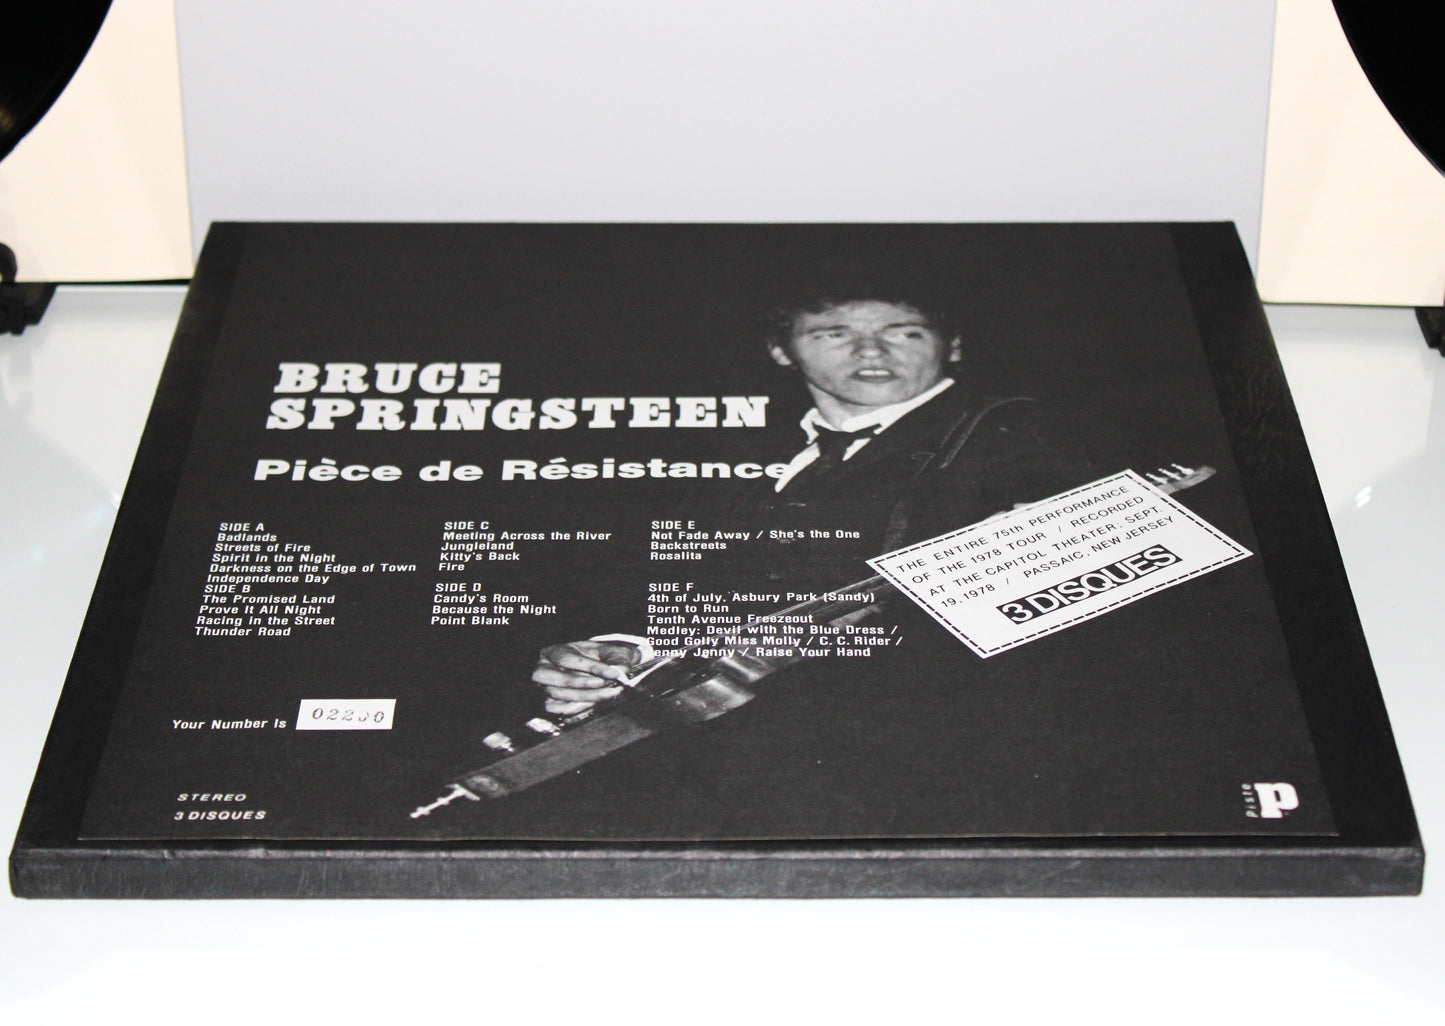 BRUCE
SPRINGSTEEN
Pièce de Résistance
SIDE A
Badlands
Streets of Fire
Spirit in the Night
Darkness on the Edge of Town
Independence Day
SIDE B
The Promised Land
Prove It All Night
Racing in the Street
Thunder Road
SIDE C
Meeting Across the River
Jungleland
Kitty's Back
Fire
SIDE D
Candy's Room
Because the Night
Point Blank
SIDE E
Not Fade Away / She's the One
Backstreets
Rosalita
SIDE F
4th of July, Asbury Park (Sandy)
Born to Run
Tenth Avenue Freezeout
Medley: Devil with the Blue Dress /
Good Golly Miss Molly / C. C. Rider /
Jenny Jenny / Raise Your Hand
THE ENTIRE 75th PERFORMANCE
OF THE 1978 TOUR / RECORDED
AT THE CAPITOL THEATER; SEPT.
19, 1978 / PASSAIC, NEW JERSEY
3 DISQUES
Your Number Is
STEREO
3 DISQUES
Piste
P